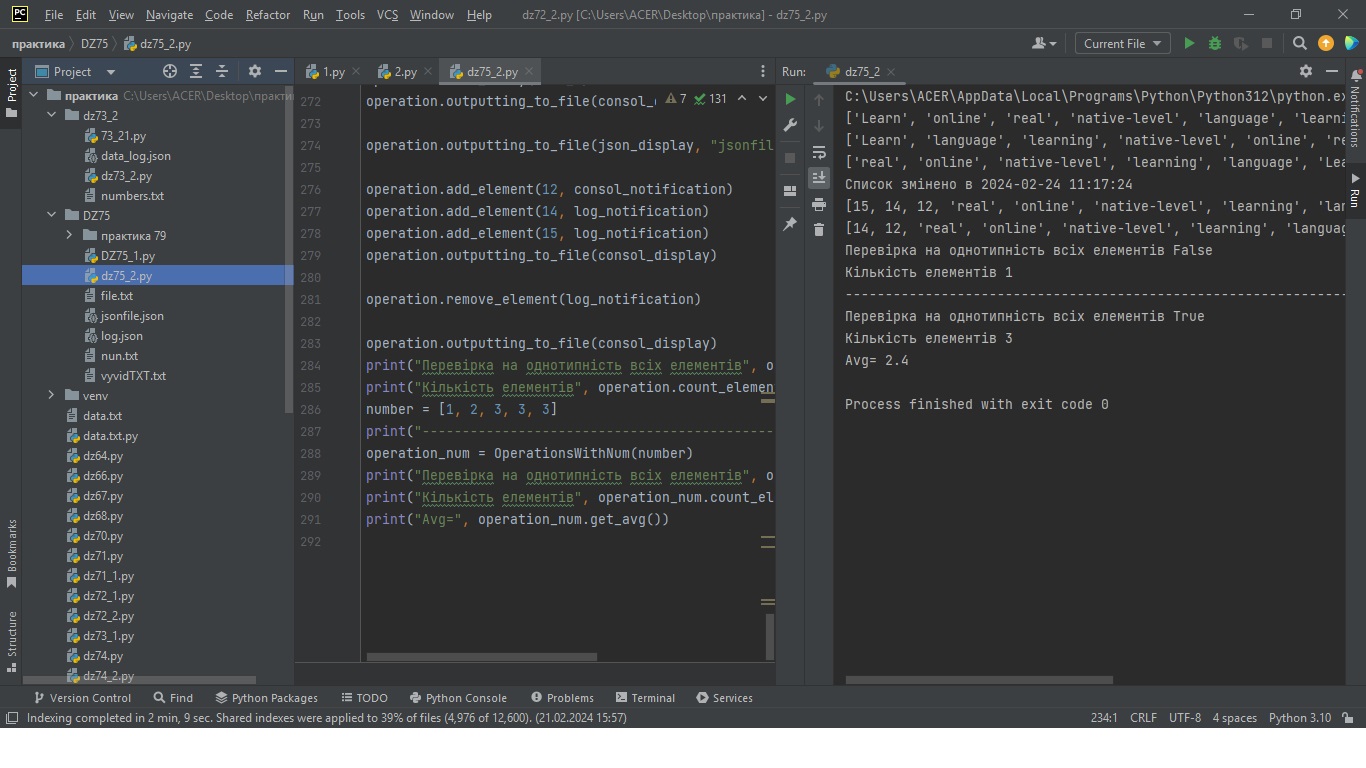 File Edit View Navigate Code Refactor Run Tools VCS Window Help dz72_2.py [C:\Users\ACER\Desktop\практика] - dz75_2.py
практика DZ75 dz75_2.py Current File
Project
1.py 2.py dz75_2.py
Run: dz75_2
Project
Bookmarks
Structure
Notifications
Run
практика C:\Users\ACER\Desktop\практи
dz73_2
73_21.py
data_log.json
dz73_2.py
numbers.txt
DZ75
практика 79
DZ75_1.py
dz75_2.py
file.txt
jsonfile.json
log.json
nun.txt
vyvidTXT.txt
venv
data.txt
data.txt.py
dz64.py
dz66.py
dz67.py
dz68.py
dz70.py
dz71.py
dz71_1.py
dz72_1.py
dz72_2.py
dz73_1.py
dz74.py
dz74_2.py
7 131
272 operation.outputting_to_file(consol_
273
274 operation.outputting_to_file(json_display, "jsonfil
275
276 operation.add_element(12, consol_notification)
277 operation.add_element(14, log_notification)
278 operation.add_element(15, log_notification)
279 operation.outputting_to_file(consol_display)
280
281 operation.remove_element(log_notification)
282
283 operation.outputting_to_file(consol_display)
284 print("Перевірка на однотипність всіх елементів", o
285 print("Кількість елементів", operation.count_elemen
286 number = [1, 2, 3, 3, 3]
287 print("--------------------------------------------
288 operation_num = OperationsWithNum(number)
289 print("Перевірка на однотипність всіх елементів", o
290 print("Кількість елементів", operation_num.count_el
291 print("Avg=", operation_num.get_avg())
292
C:\Users\ACER\AppData\Local\Programs\Python\Python312\python.ex
['Learn', 'online', 'real', 'native-level', 'language', 'learni
['Learn', 'language', 'learning', 'native-level', 'online', 're
['real', 'online', 'native-level', 'learning', 'language', 'Lea
Список змінено в 2024-02-24 11:17:24
[15, 14, 12, 'real', 'online', 'native-level', 'learning', 'lan
[14, 12, 'real', 'online', 'native-level', 'learning', 'languag
Перевірка на однотипність всіх елементів False
Кількість елементів 1
---------------------------------------------------------------
Перевірка на однотипність всіх елементів True
Кількість елементів 3
Avg= 2.4
Process finished with exit code 0
Version Control Find Python Packages TODO Python Console Problems Terminal Services
Indexing completed in 2 min, 9 sec. Shared indexes were applied to 39% of files (4,976 of 12,600). (21.02.2024 15:57) 234:1 CRLF UTF-8 4 spaces Python 3.10